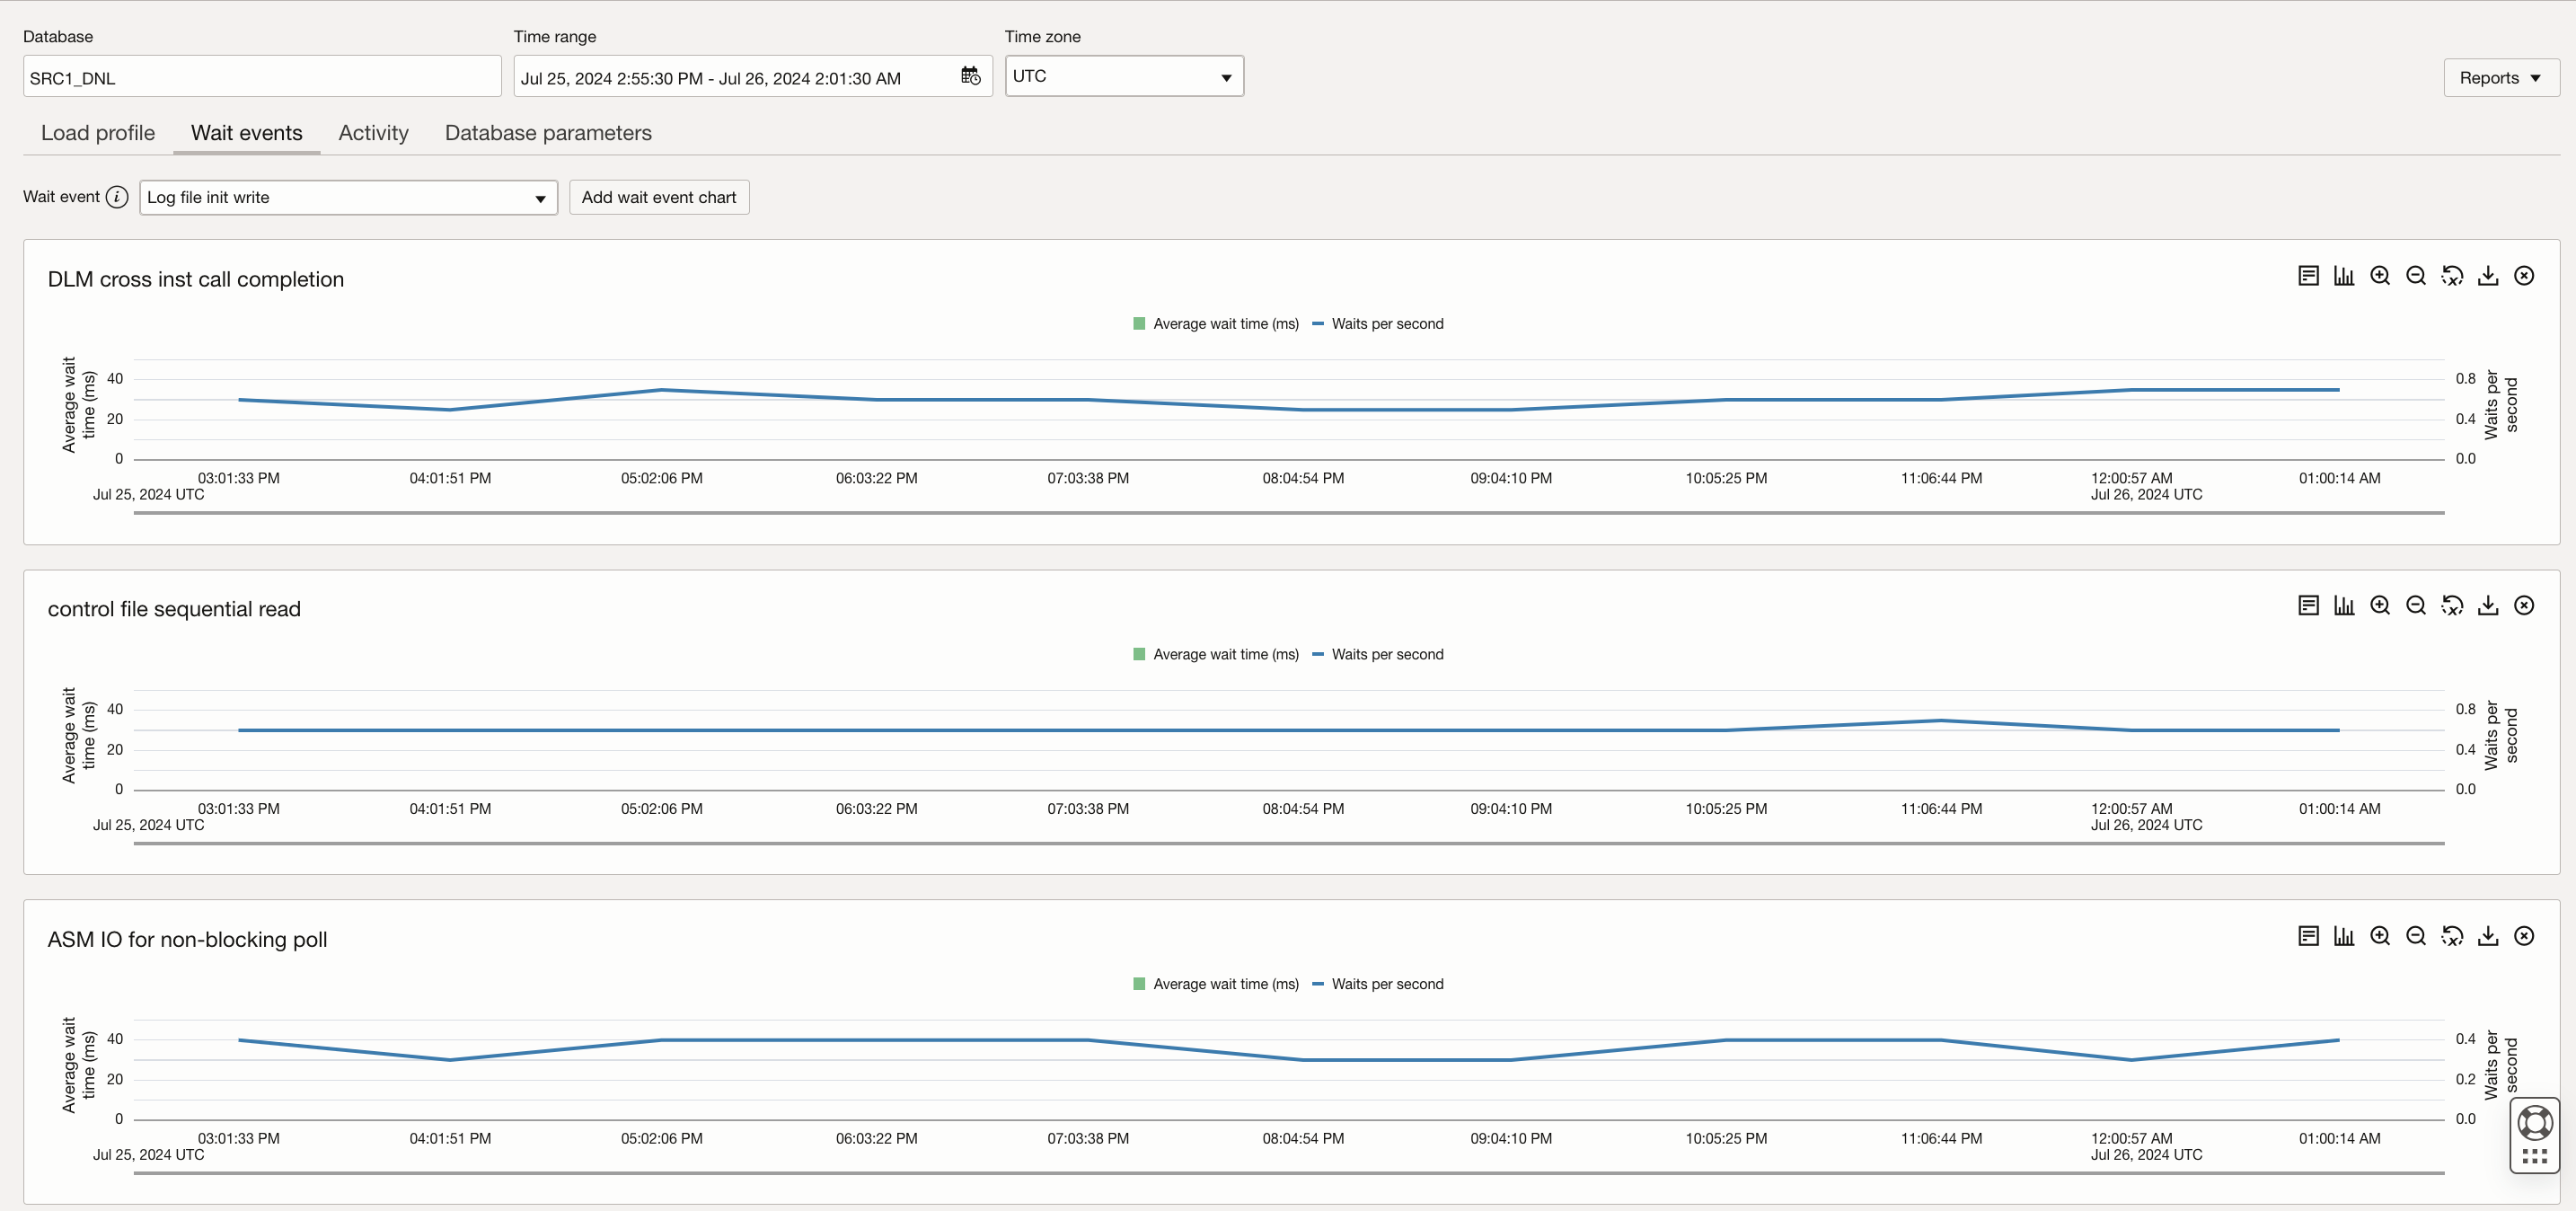 Database
Time range
Time zone
SRC1_DNL
Jul 25, 2024 2:55:30 PM - Jul 26, 2024 2:01:30 AM
UTC
Reports
Load profile
Wait events
Activity
Database parameters
Wait event i
Log file init write
Add wait event chart
DLM cross inst call completion
Average wait time (ms)
Waits per second
Average wait
time (ms)
40
20
0
0.8
0.4
0.0
Waits per
second
03:01:33 PM
04:01:51 PM
05:02:06 PM
06:03:22 PM
07:03:38 PM
08:04:54 PM
09:04:10 PM
10:05:25 PM
11:06:44 PM
12:00:57 AM
01:00:14 AM
Jul 25, 2024 UTC
Jul 26, 2024 UTC
control file sequential read
Average wait time (ms)
Waits per second
Average wait
time (ms)
40
20
0
0.8
0.4
0.0
Waits per
second
03:01:33 PM
04:01:51 PM
05:02:06 PM
06:03:22 PM
07:03:38 PM
08:04:54 PM
09:04:10 PM
10:05:25 PM
11:06:44 PM
12:00:57 AM
01:00:14 AM
Jul 25, 2024 UTC
Jul 26, 2024 UTC
ASM IO for non-blocking poll
Average wait time (ms)
Waits per second
Average wait
time (ms)
40
20
0
0.4
0.2
0.0
Waits per
second
03:01:33 PM
04:01:51 PM
05:02:06 PM
06:03:22 PM
07:03:38 PM
08:04:54 PM
09:04:10 PM
10:05:25 PM
11:06:44 PM
12:00:57 AM
01:00:14 AM
Jul 25, 2024 UTC
Jul 26, 2024 UTC